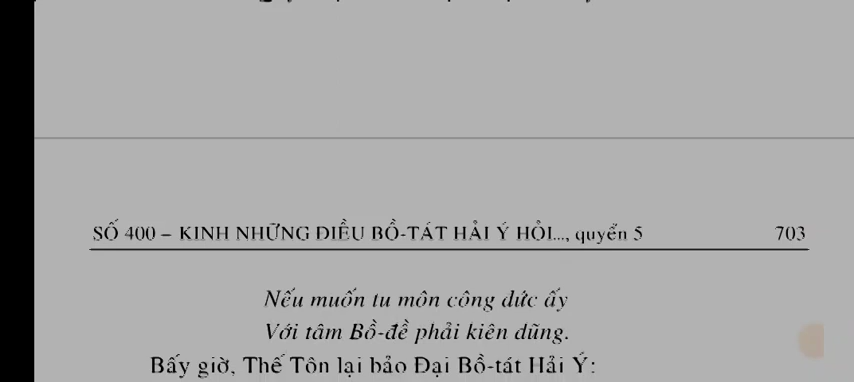 SỐ 400 – KINH NHỮNG ĐIỀU BỒ-TÁT HẢI Ý HỎI..., quyển 5 703
Nếu muốn tu môn công đức ấy
Với tâm Bồ-đề phải kiên dũng.
Bấy giờ, Thế Tôn lại bảo Đại Bồ-tát Hải Ý: